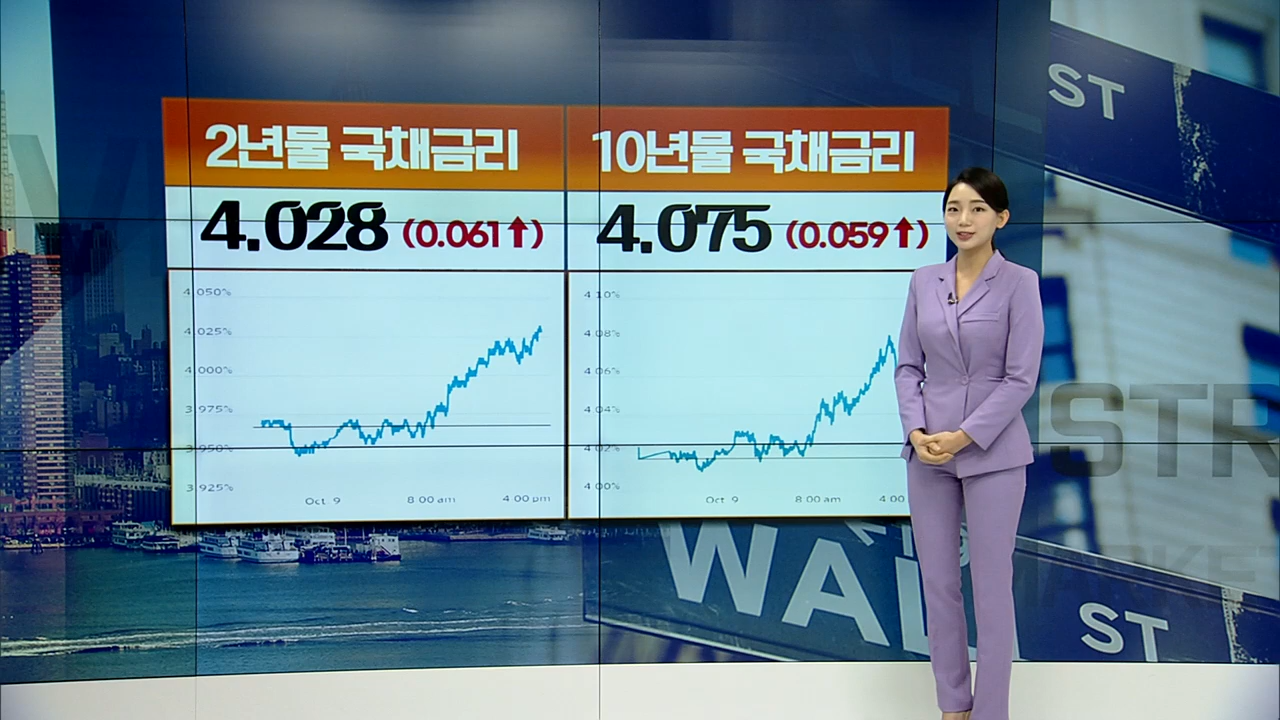 2년물 국채금리
4.028 (0.061↑)
4.050%
4.025%
4.000%
3.975%
3.950%
3.925%
Oct 9
8:00 am
4:00 pm
10년물 국채금리
4.075 (0.059↑)
4.10%
4.08%
4.06%
4.04%
4.02%
4.00%
Oct 9
8:00 am
4:00
ST
STR
WALL
ST